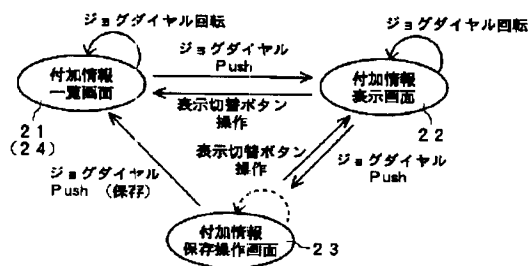 ジョグダイヤル回転
ジョグダイヤル回転
ジョグダイヤル
Push
付加情報
一覧画面
付加情報
表示画面
表示切替ボタン
操作
21
(24)
22
表示切替ボタン
操作
ジョグダイヤル
Push (保存)
ジョグダイヤル
Push
付加情報
保存操作画面
23